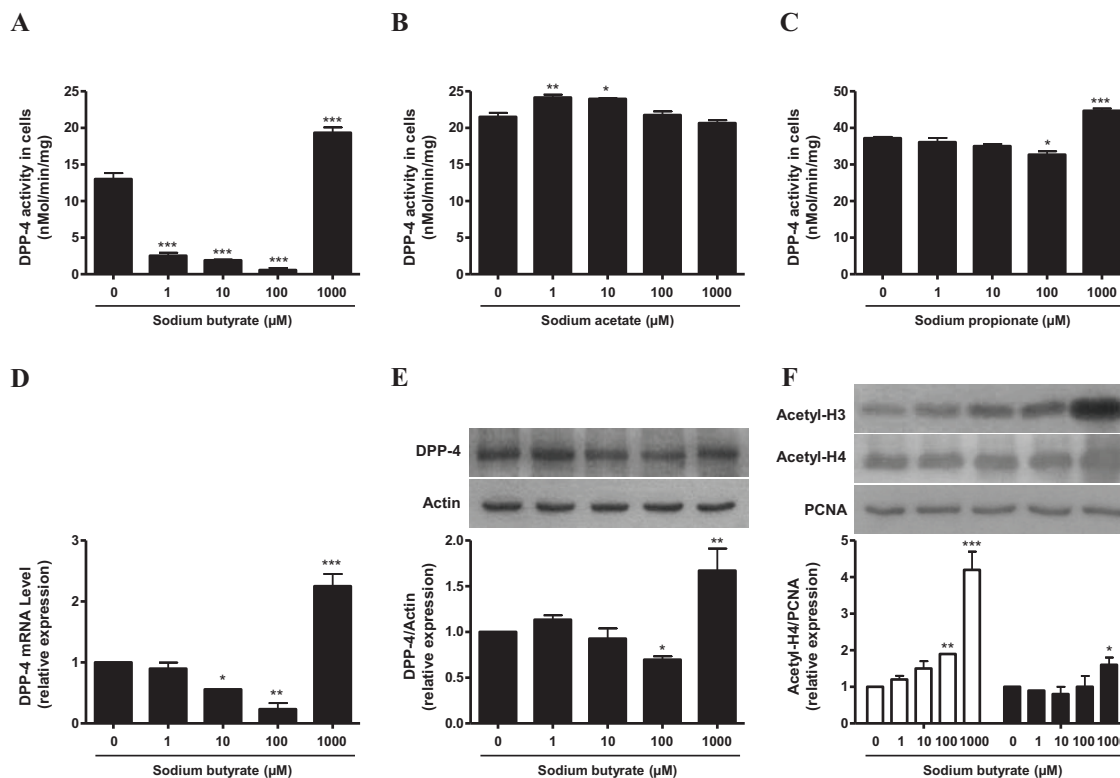 A
B
C
DPP-4 activity in cells
(nMol/min/mg)
25
20
15
10
5
0
***
***
***
***
0 1 10 100 1000
Sodium butyrate (µM)
DPP-4 activity in cells
(nMol/min/mg)
25
20
15
10
5
0
**
*
0 1 10 100 1000
Sodium acetate (µM)
DPP-4 activity in cells
(nMol/min/mg)
50
40
30
20
10
0
*
***
0 1 10 100 1000
Sodium propionate (µM)
D
E
F
DPP-4 mRNA Level
(relative expression)
3
2
1
0
*
**
***
0 1 10 100 1000
Sodium butyrate (µM)
DPP-4
Actin
DPP-4/Actin
(relative expression)
2.0
1.5
1.0
0.5
0.0
*
**
0 1 10 100 1000
Sodium butyrate (µM)
Acetyl-H3
Acetyl-H4
PCNA
Acetyl-H4/PCNA
(relative expression)
5
4
3
2
1
0
**
***
*
0 1 10 100 1000 0 1 10 100 1000
Sodium butyrate (µM)